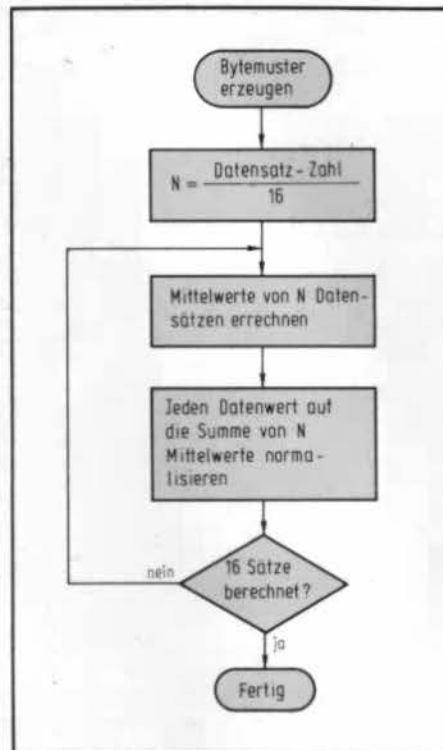 Bytemuster
erzeugen
N = Datensatz-Zahl
16
Mittelwerte von N Daten-
sätzen errechnen
Jeden Datenwert auf
die Summe von N
Mittelwerte norma-
lisieren
16 Sätze
berechnet?
nein
ja
Fertig